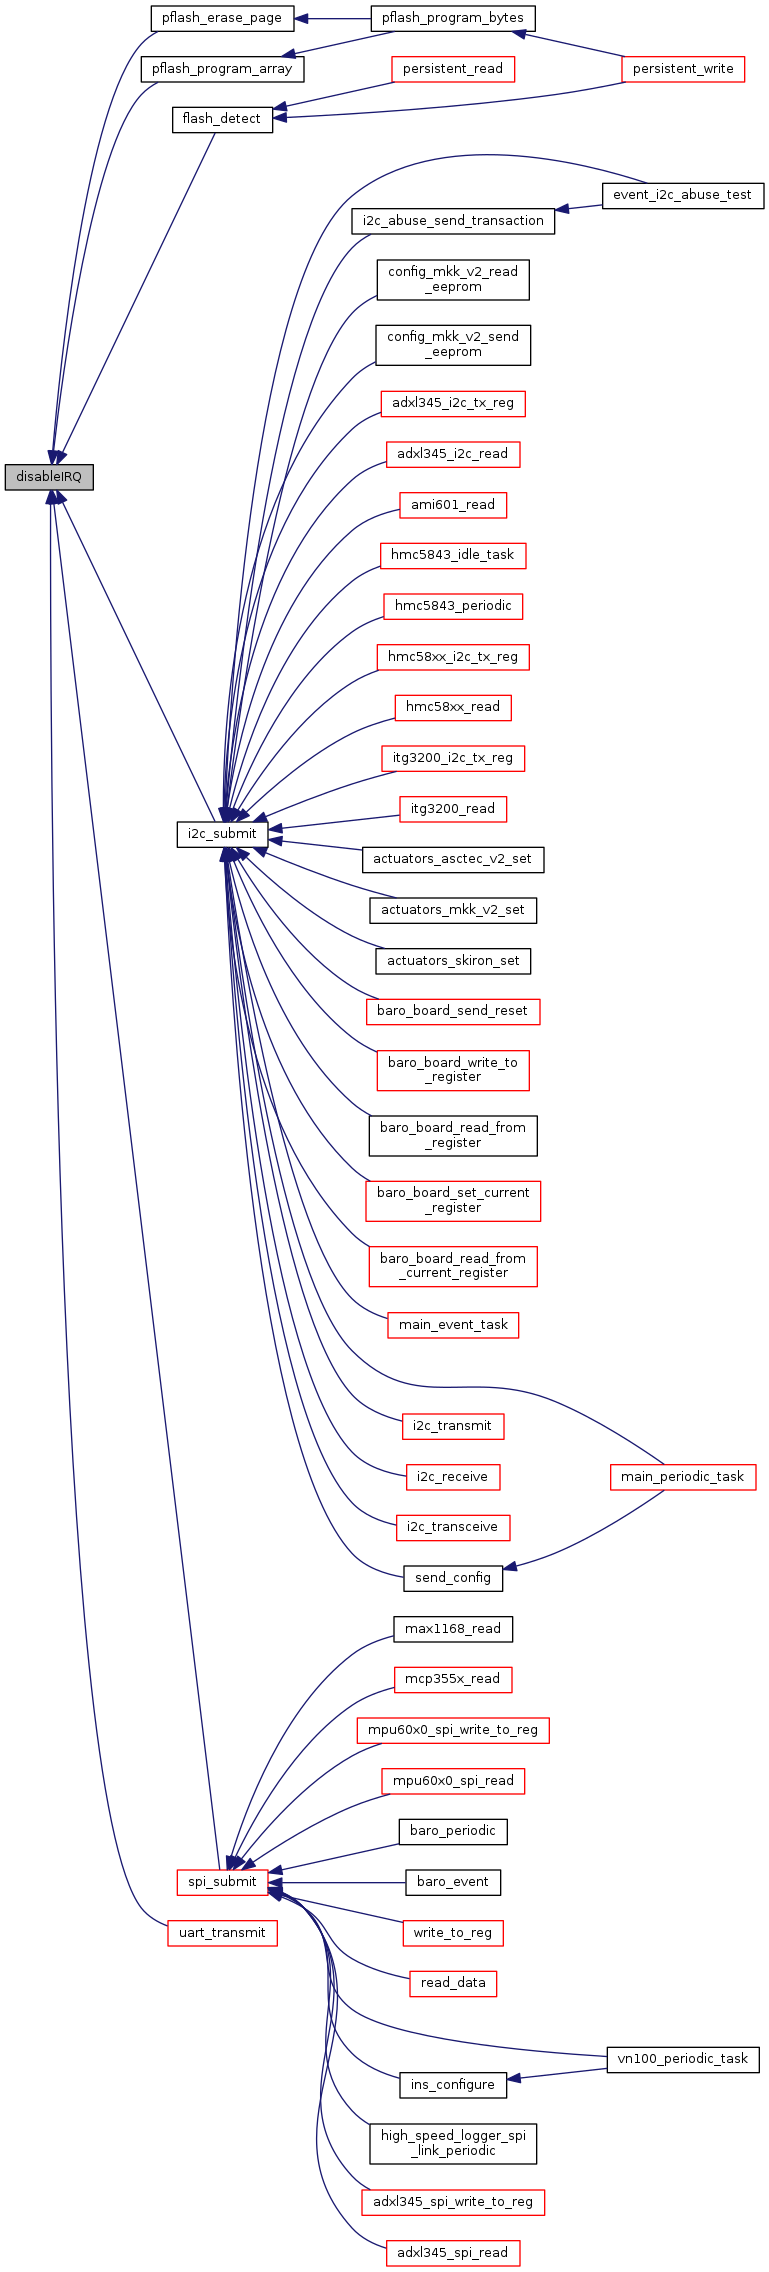 pflash_erase_page
pflash_program_bytes
pflash_program_array
persistent_read
persistent_write
flash_detect
event_i2c_abuse_test
i2c_abuse_send_transaction
config_mkk_v2_read
_eeprom
config_mkk_v2_send
_eeprom
adxl345_i2c_tx_reg
adxl345_i2c_read
disableIRQ
ami601_read
hmc5843_idle_task
hmc5843_periodic
hmc58xx_i2c_tx_reg
hmc58xx_read
itg3200_i2c_tx_reg
itg3200_read
i2c_submit
actuators_asctec_v2_set
actuators_mkk_v2_set
actuators_skiron_set
baro_board_send_reset
baro_board_write_to
_register
baro_board_read_from
_register
baro_board_set_current
_register
baro_board_read_from
_current_register
main_event_task
i2c_transmit
i2c_receive
main_periodic_task
i2c_transceive
send_config
max1168_read
mcp355x_read
mpu60x0_spi_write_to_reg
mpu60x0_spi_read
baro_periodic
spi_submit
baro_event
uart_transmit
write_to_reg
read_data
vn100_periodic_task
ins_configure
high_speed_logger_spi
_link_periodic
adxl345_spi_write_to_reg
adxl345_spi_read